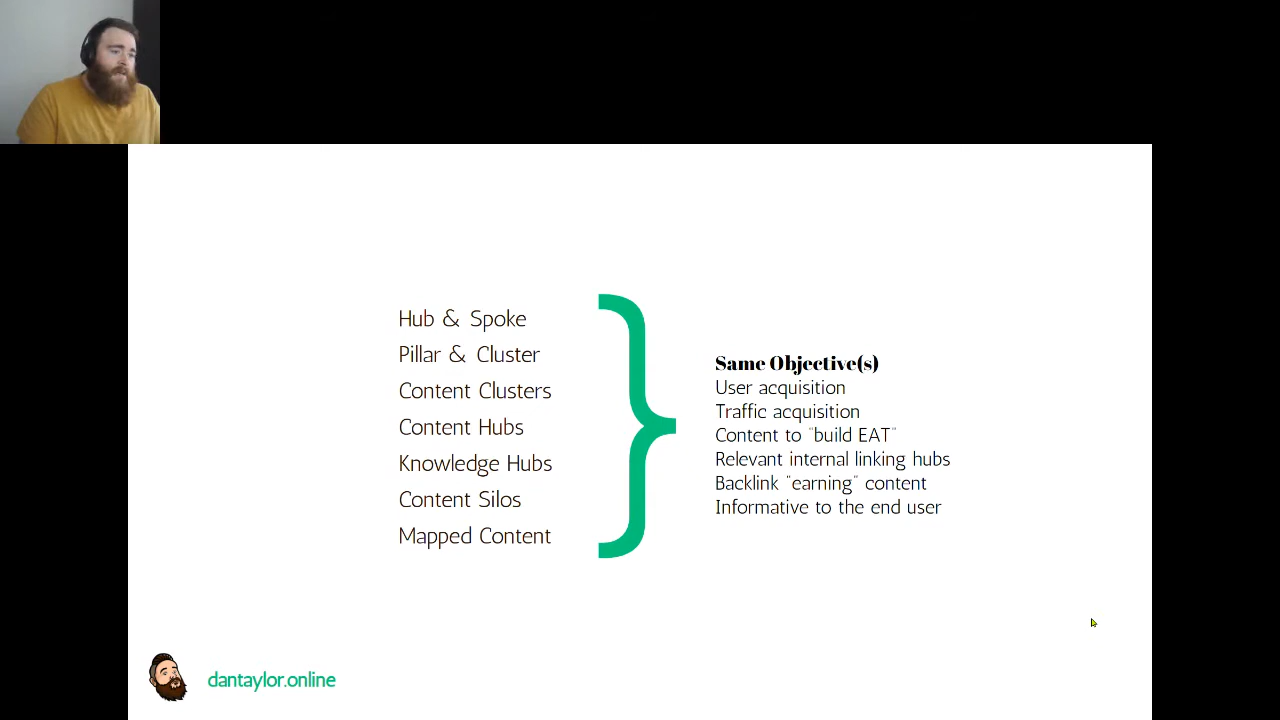 Hub & Spoke
Pillar & Cluster
Content Clusters
Content Hubs
Knowledge Hubs
Content Silos
Mapped Content
Same Objective(s)
User acquisition
Traffic acquisition
Content to "build EAT"
Relevant internal linking hubs
Backlink "earning" content
Informative to the end user
dantaylor.online